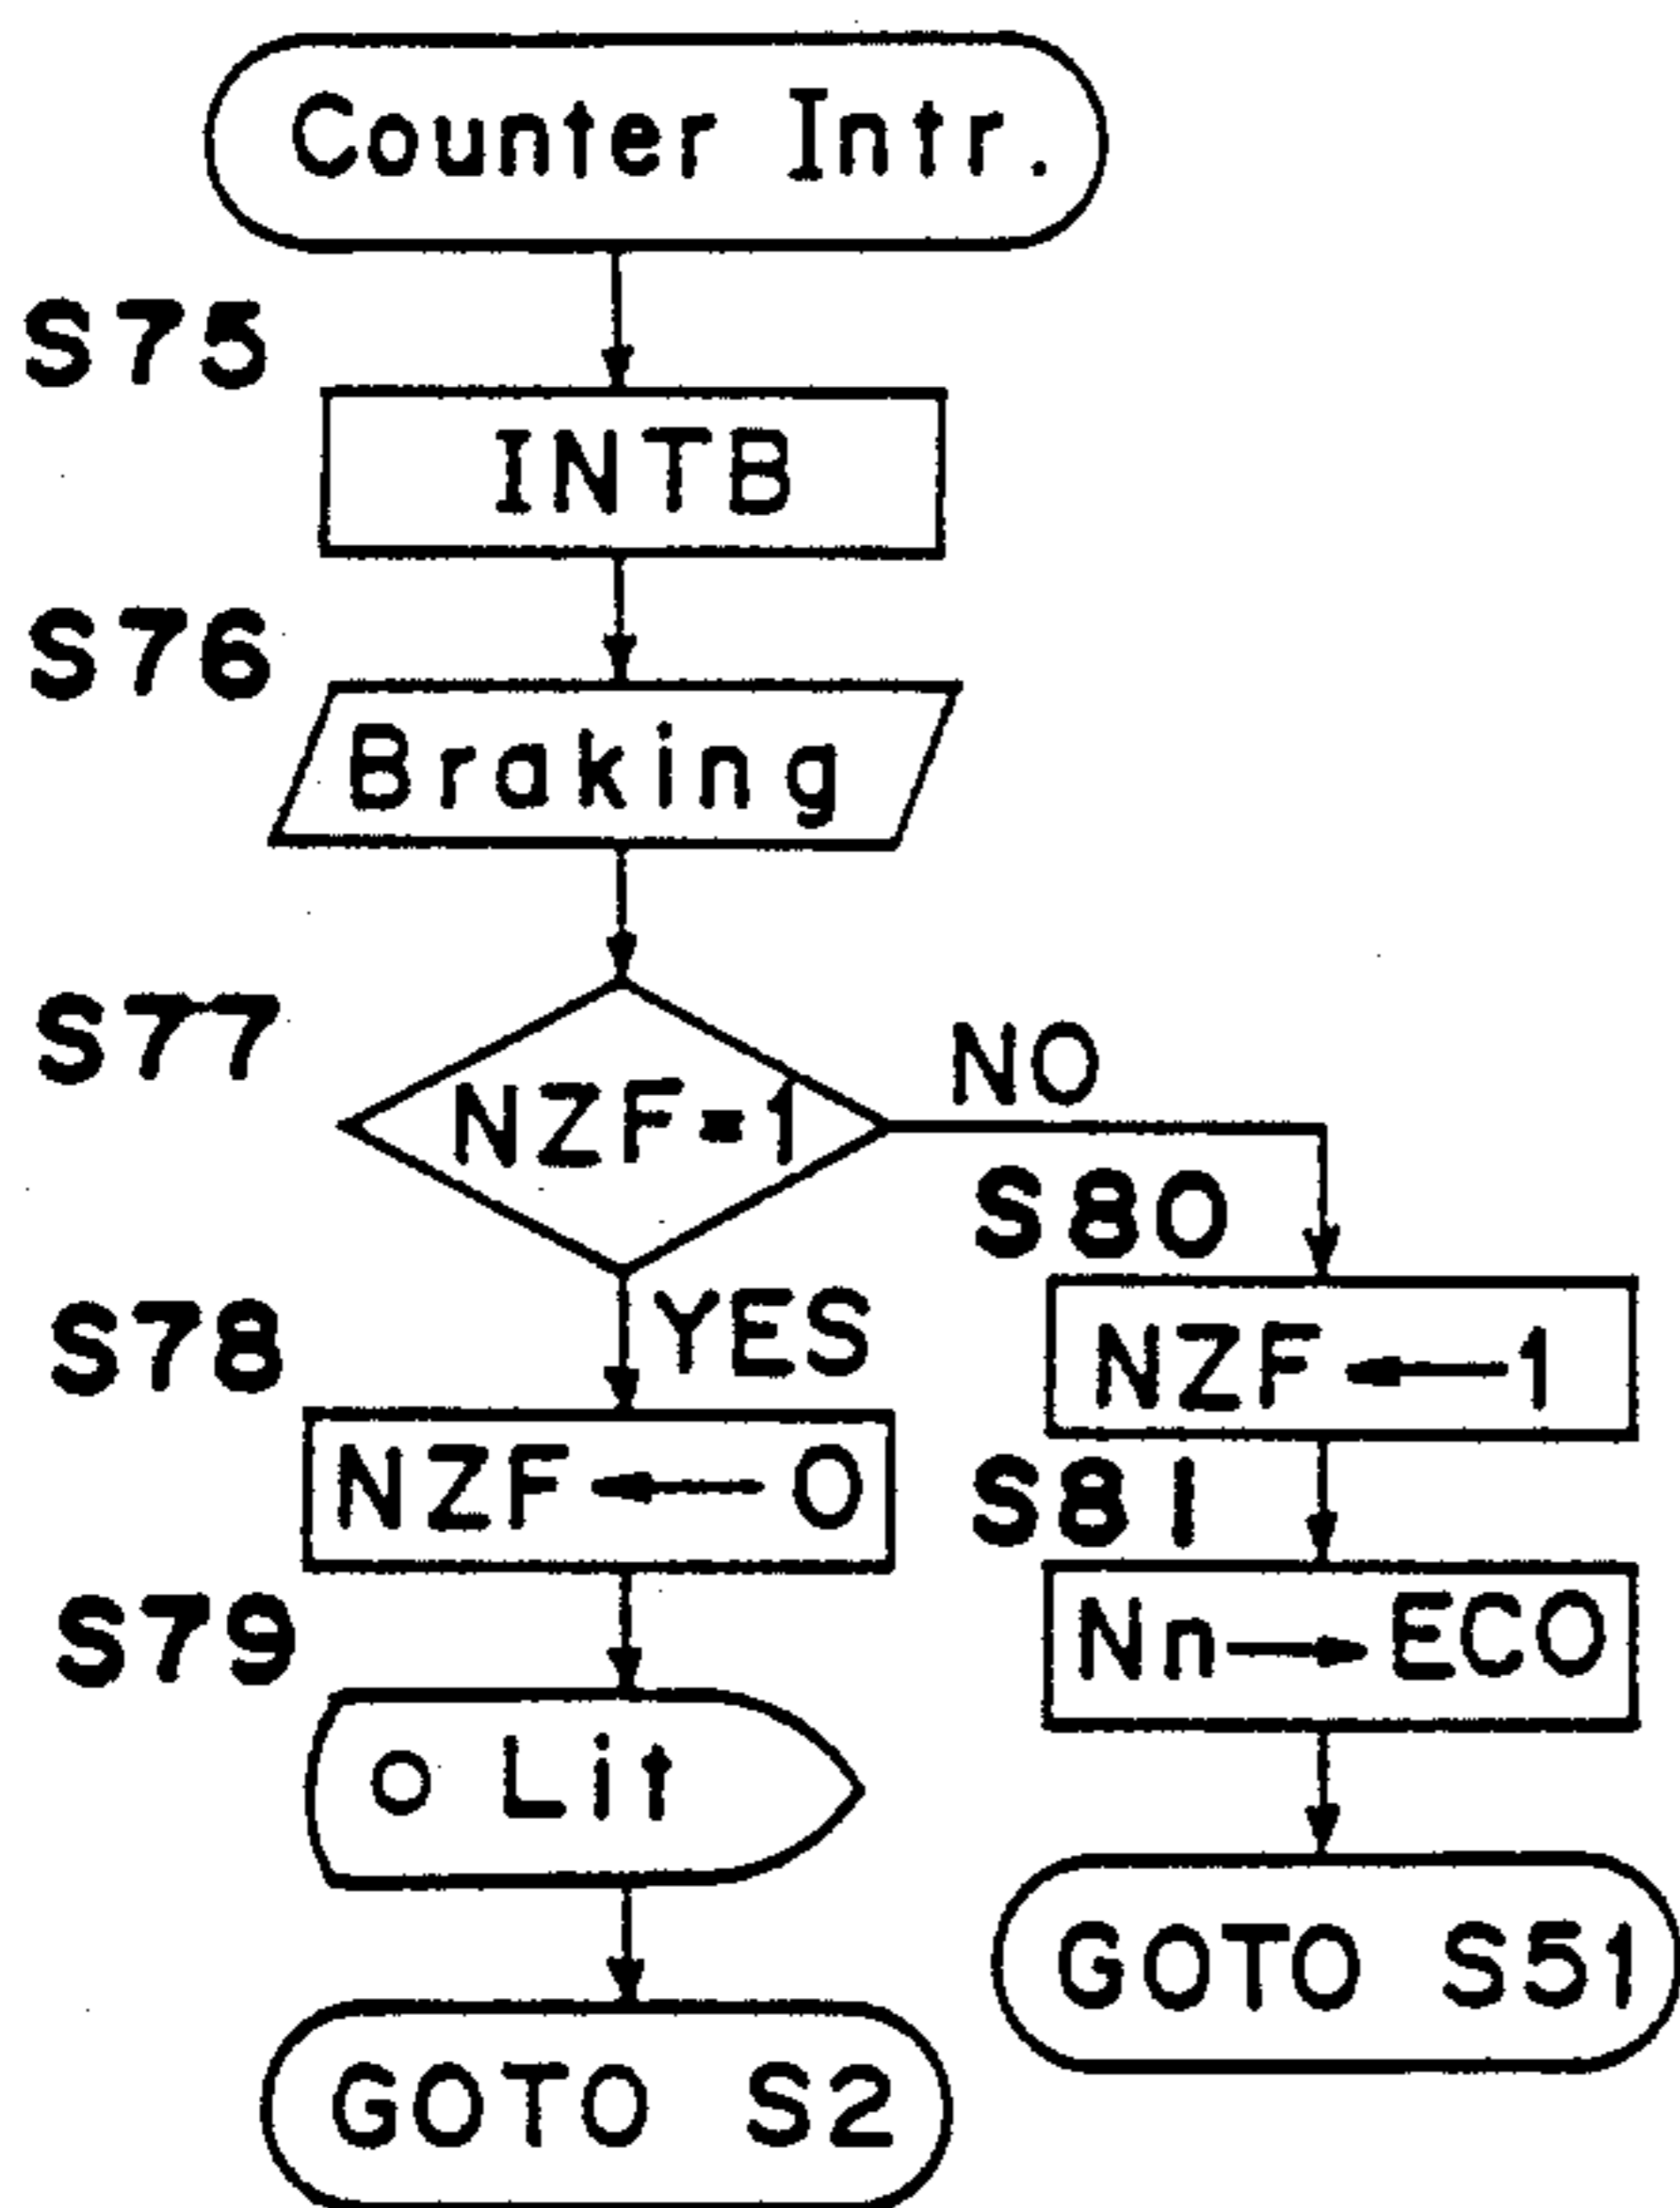 Counter Intr.
S75
INTB
S76
Braking
S77
NZF=1
NO
YES
S78
NZF←0
S79
O Lit
GOTO S2
S80
NZF←1
S81
Nn→ECO
GOTO S51